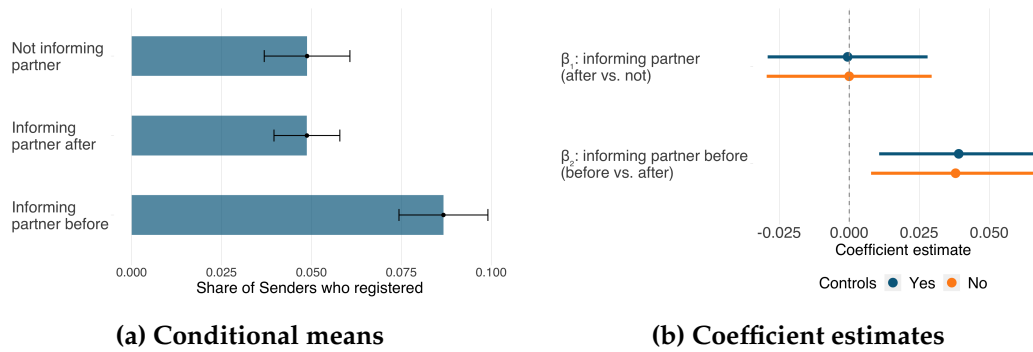 Not informing
partner
Informing
partner after
Informing
partner before
0.000 0.025 0.050 0.075 0.100
Share of Senders who registered
(a) Conditional means
β₁: informing partner
(after vs. not)
β₂: informing partner before
(before vs. after)
-0.025 0.000 0.025 0.050
Coefficient estimate
Controls Yes No
(b) Coefficient estimates